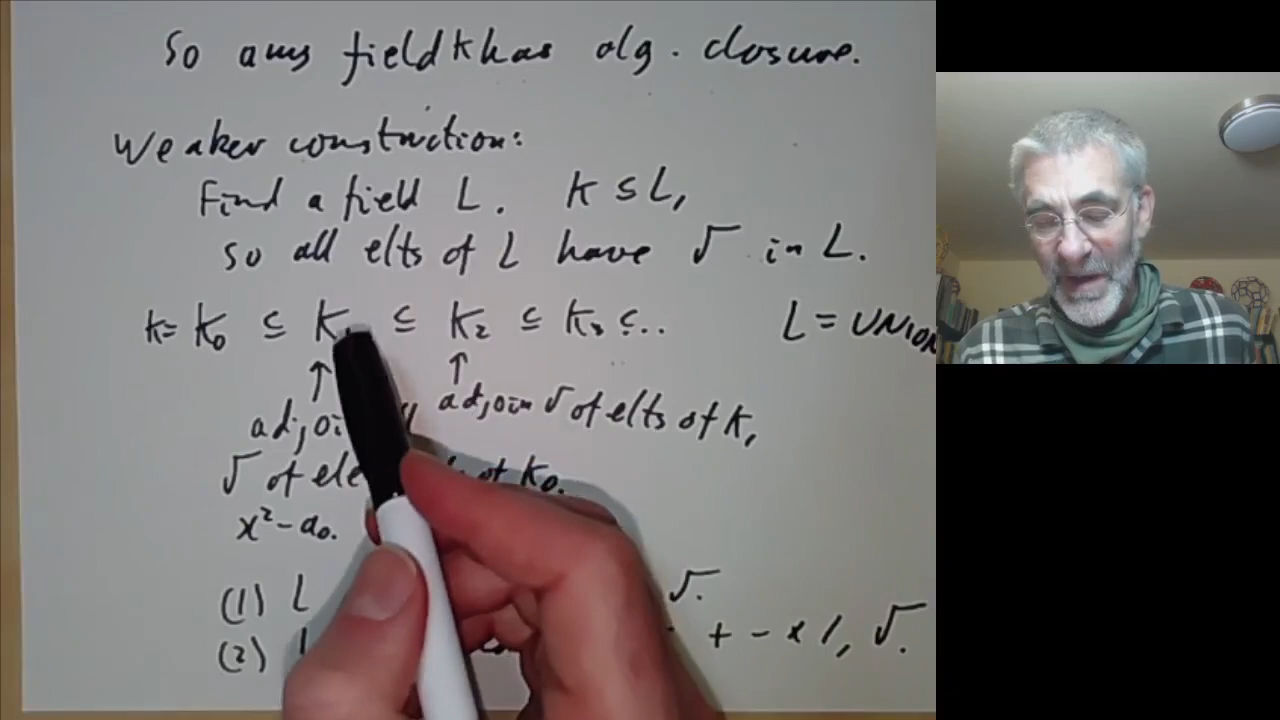 So any field K has alg. closure.
Weaker construction:
Find a field L. K ⊆ L,
so all elts of L have √ in L.
K = K₀ ⊆ K₁ ⊆ K₂ ⊆ K₃ ⊆ .. L = UNION
↑ ↑
adjoin √ of elts of K₁
√ of K₀.
x² - a₀.
(1) L √.
(2) L + - × /, √.